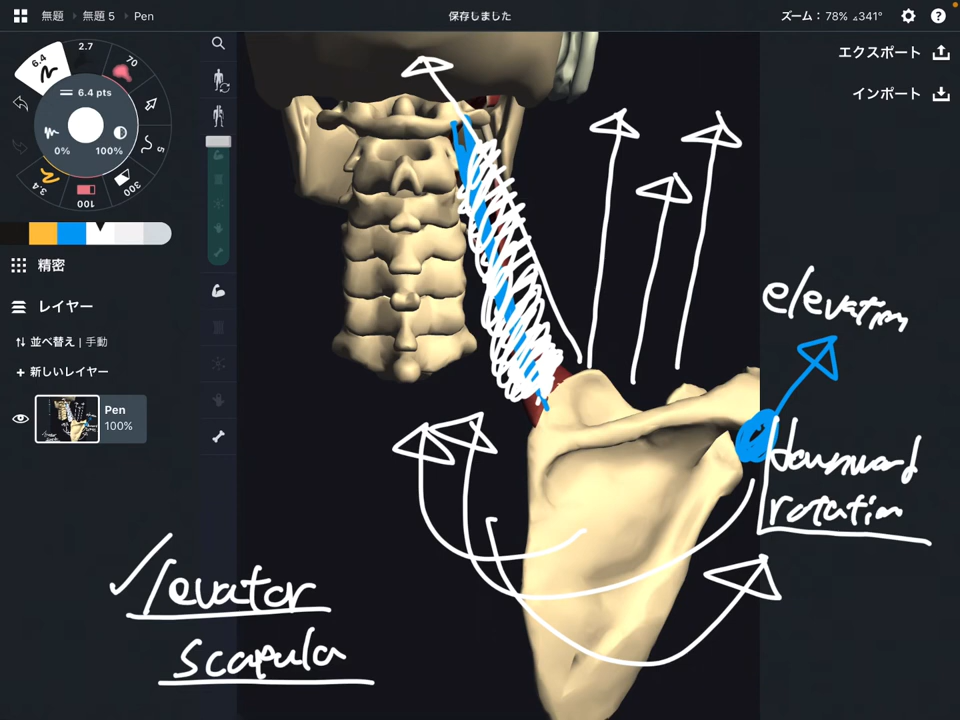 無題 › 無題 5 › Pen
保存しました
ズーム： 78% ⊿341°
エクスポート
インポート
2.7
6.4
70
6.4 pts
0%
100%
5
3.4
100
300
精密
レイヤー
並べ替え | 手動
+ 新しいレイヤー
Pen
100%
elevation
downward
rotation
levator
scapula